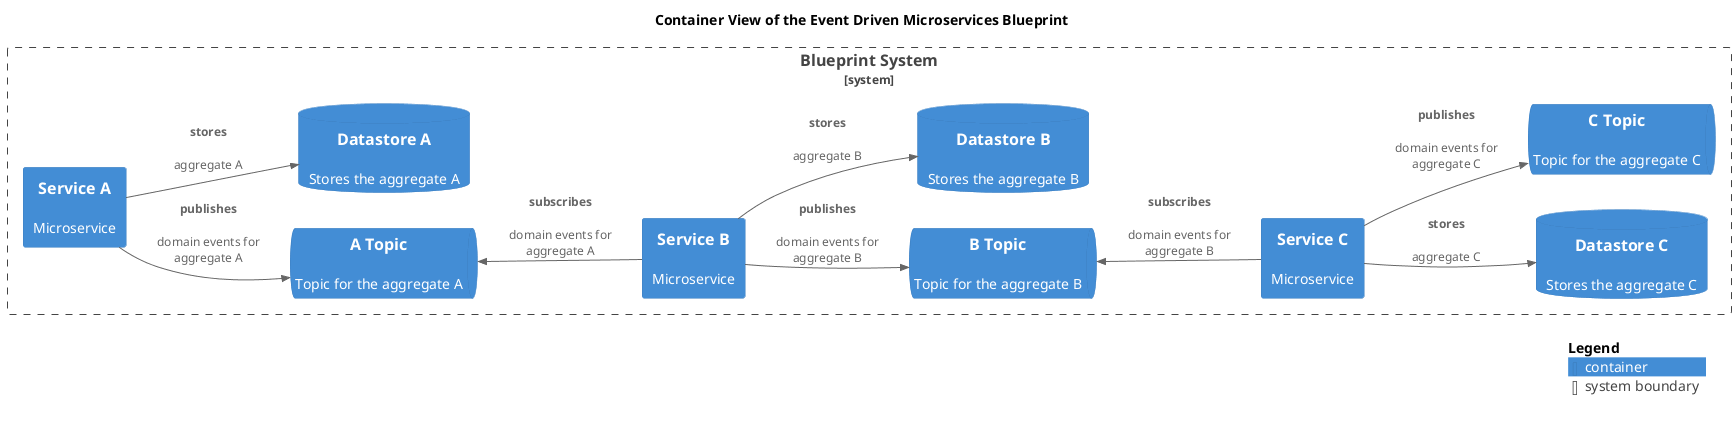 Container View of the Event Driven Microservices Blueprint
Blueprint System
[system]
Service A
Microservice
stores
aggregate A
publishes
domain events for
aggregate A
Datastore A
Stores the aggregate A
A Topic
Topic for the aggregate A
subscribes
domain events for
aggregate A
Service B
Microservice
stores
aggregate B
publishes
domain events for
aggregate B
Datastore B
Stores the aggregate B
B Topic
Topic for the aggregate B
subscribes
domain events for
aggregate B
Service C
Microservice
publishes
domain events for
aggregate C
stores
aggregate C
C Topic
Topic for the aggregate C
Datastore C
Stores the aggregate C
Legend
container
system boundary